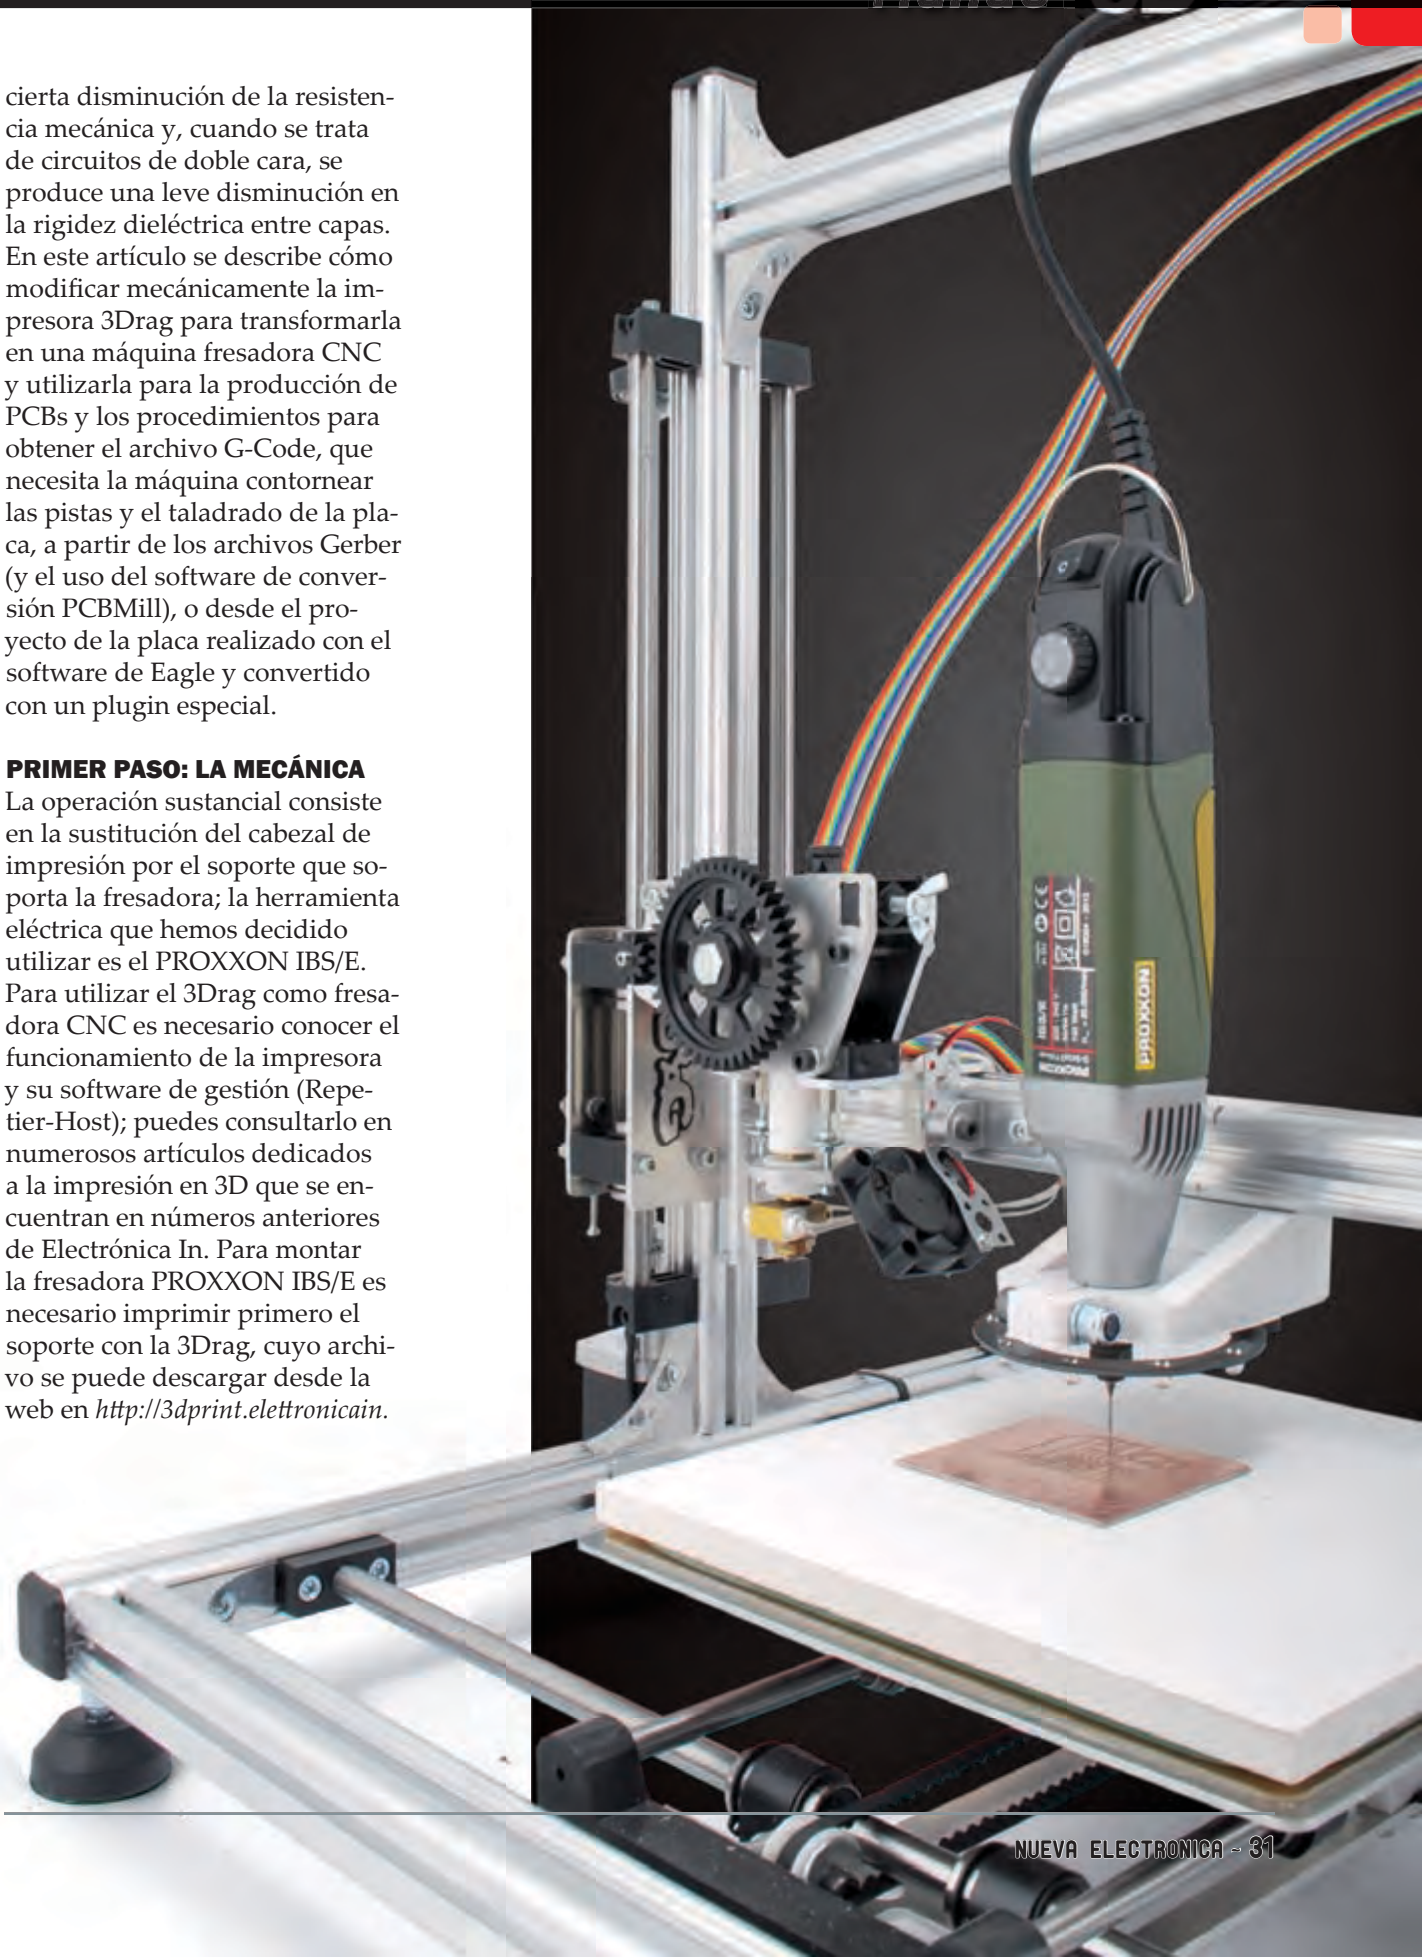 cierta disminución de la resisten-
cia mecánica y, cuando se trata
de circuitos de doble cara, se
produce una leve disminución en
la rigidez dieléctrica entre capas.
En este artículo se describe cómo
modificar mecánicamente la im-
presora 3Drag para transformarla
en una máquina fresadora CNC
y utilizarla para la producción de
PCBs y los procedimientos para
obtener el archivo G-Code, que
necesita la máquina contornear
las pistas y el taladrado de la pla-
ca, a partir de los archivos Gerber
(y el uso del software de conver-
sión PCBMill), o desde el pro-
yecto de la placa realizado con el
software de Eagle y convertido
con un plugin especial.
PRIMER PASO: LA MECÁNICA
La operación sustancial consiste
en la sustitución del cabezal de
impresión por el soporte que so-
porta la fresadora; la herramienta
eléctrica que hemos decidido
utilizar es el PROXXON IBS/E.
Para utilizar el 3Drag como fresa-
dora CNC es necesario conocer el
funcionamiento de la impresora
y su software de gestión (Repe-
tier-Host); puedes consultarlo en
numerosos artículos dedicados
a la impresión en 3D que se en-
cuentran en números anteriores
de Electrónica In. Para montar
la fresadora PROXXON IBS/E es
necesario imprimir primero el
soporte con la 3Drag, cuyo archi-
vo se puede descargar desde la
web en http://3dprint.elettronicain.
PROXXON
PROXXON
NUEVA ELECTRONICA - 31